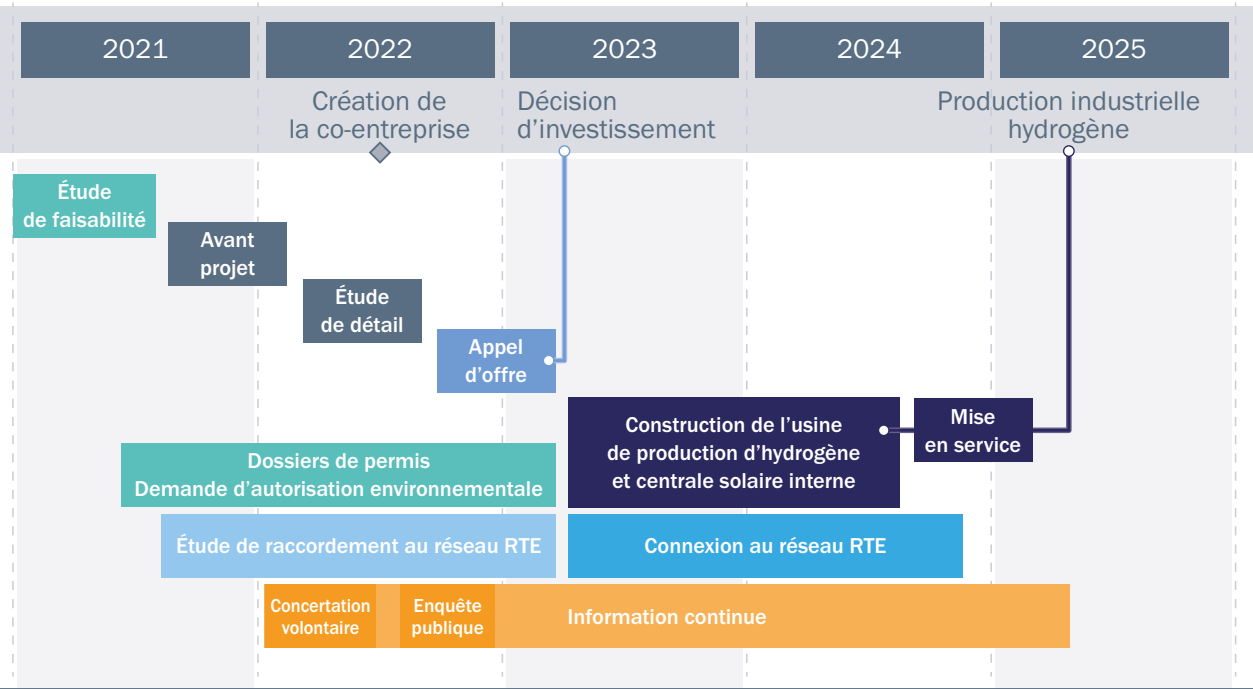 2021
2022
2023
2024
2025
Création de
la co-entreprise
Décision
d’investissement
Production industrielle
hydrogène
Étude
de faisabilité
Avant
projet
Étude
de détail
Appel
d’offre
Construction de l’usine
de production d’hydrogène
et centrale solaire interne
Mise
en service
Dossiers de permis
Demande d’autorisation environnementale
Étude de raccordement au réseau RTE
Connexion au réseau RTE
Concertation
volontaire
Enquête
publique
Information continue